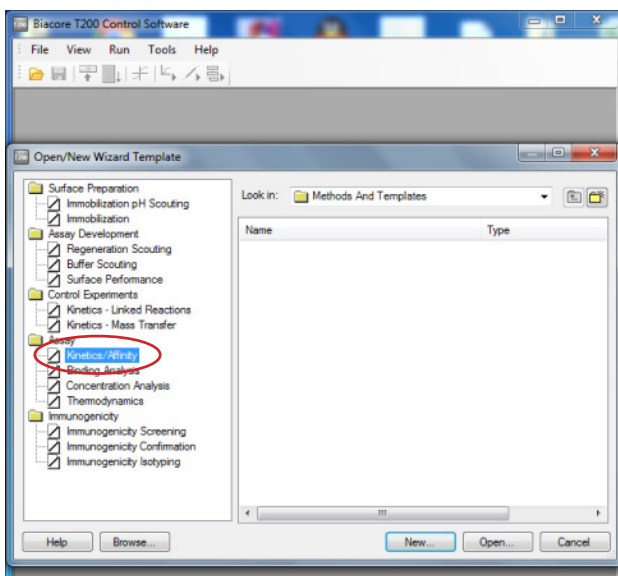 Biacore T200 Control Software
File View Run Tools Help
Open/New Wizard Template
Surface Preparation
Immobilization pH Scouting
Immobilization
Assay Development
Regeneration Scouting
Buffer Scouting
Surface Performance
Control Experiments
Kinetics - Linked Reactions
Kinetics - Mass Transfer
Assay
Kinetics/Affinity
Binding Analysis
Concentration Analysis
Thermodynamics
Immunogenicity
Immunogenicity Screening
Immunogenicity Confirmation
Immunogenicity Isotyping
Look in: Methods And Templates
Name Type
Help Browse... New... Open... Cancel